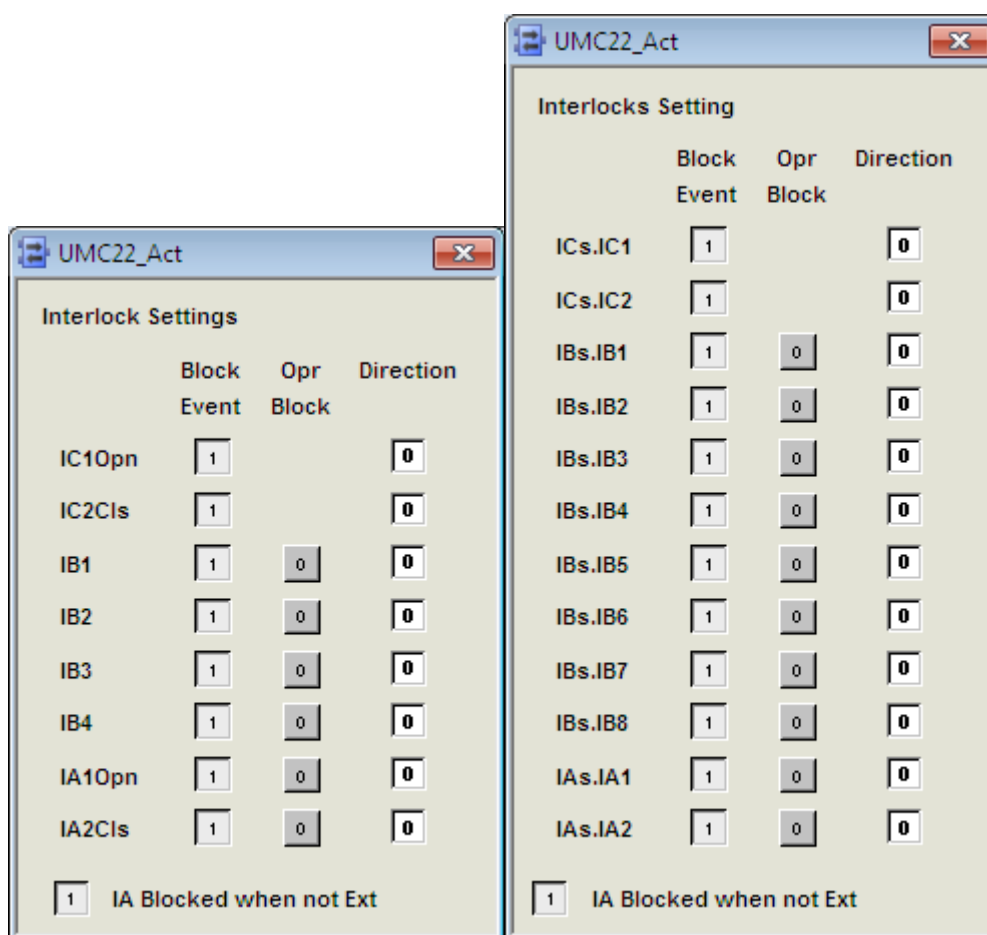 UMC22_Act
Interlock Settings
Block Opr Direction
Event Block
IC1Opn 1 0
IC2Cls 1 0
IB1 1 0 0
IB2 1 0 0
IB3 1 0 0
IB4 1 0 0
IA1Opn 1 0 0
IA2Cls 1 0 0
1 IA Blocked when not Ext
UMC22_Act
Interlocks Setting
Block Opr Direction
Event Block
ICs.IC1 1 0
ICs.IC2 1 0
IBs.IB1 1 0 0
IBs.IB2 1 0 0
IBs.IB3 1 0 0
IBs.IB4 1 0 0
IBs.IB5 1 0 0
IBs.IB6 1 0 0
IBs.IB7 1 0 0
IBs.IB8 1 0 0
IAs.IA1 1 0 0
IAs.IA2 1 0 0
1 IA Blocked when not Ext